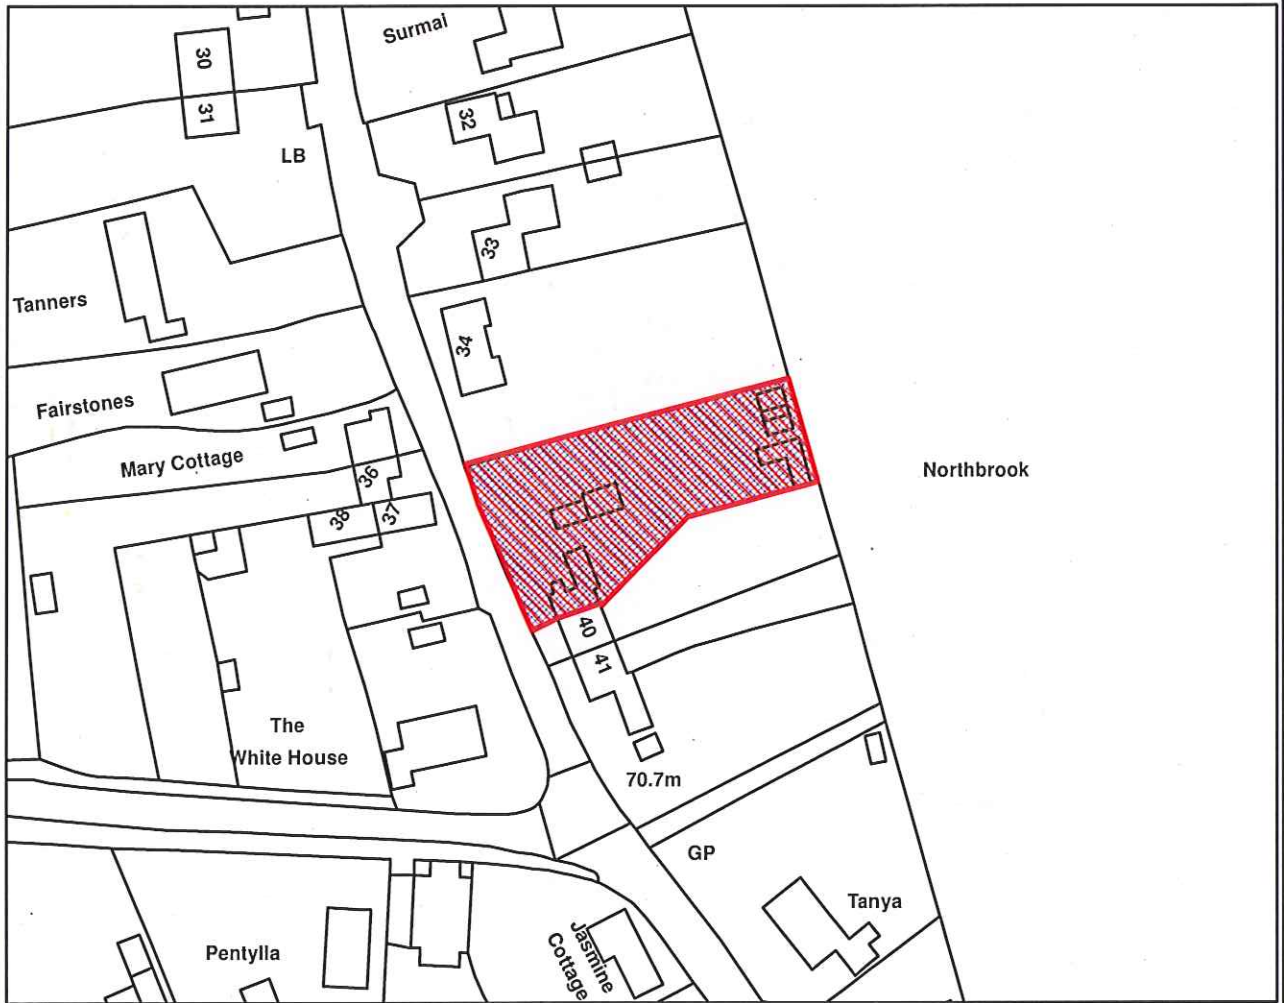 Surmai
30
31
32
LB
33
Tanners
34
Fairstones
Mary Cottage
36
Northbrook
38
37
40
41
The
White House
70.7m
GP
Tanya
Pentylla
Jasmine
Cottage